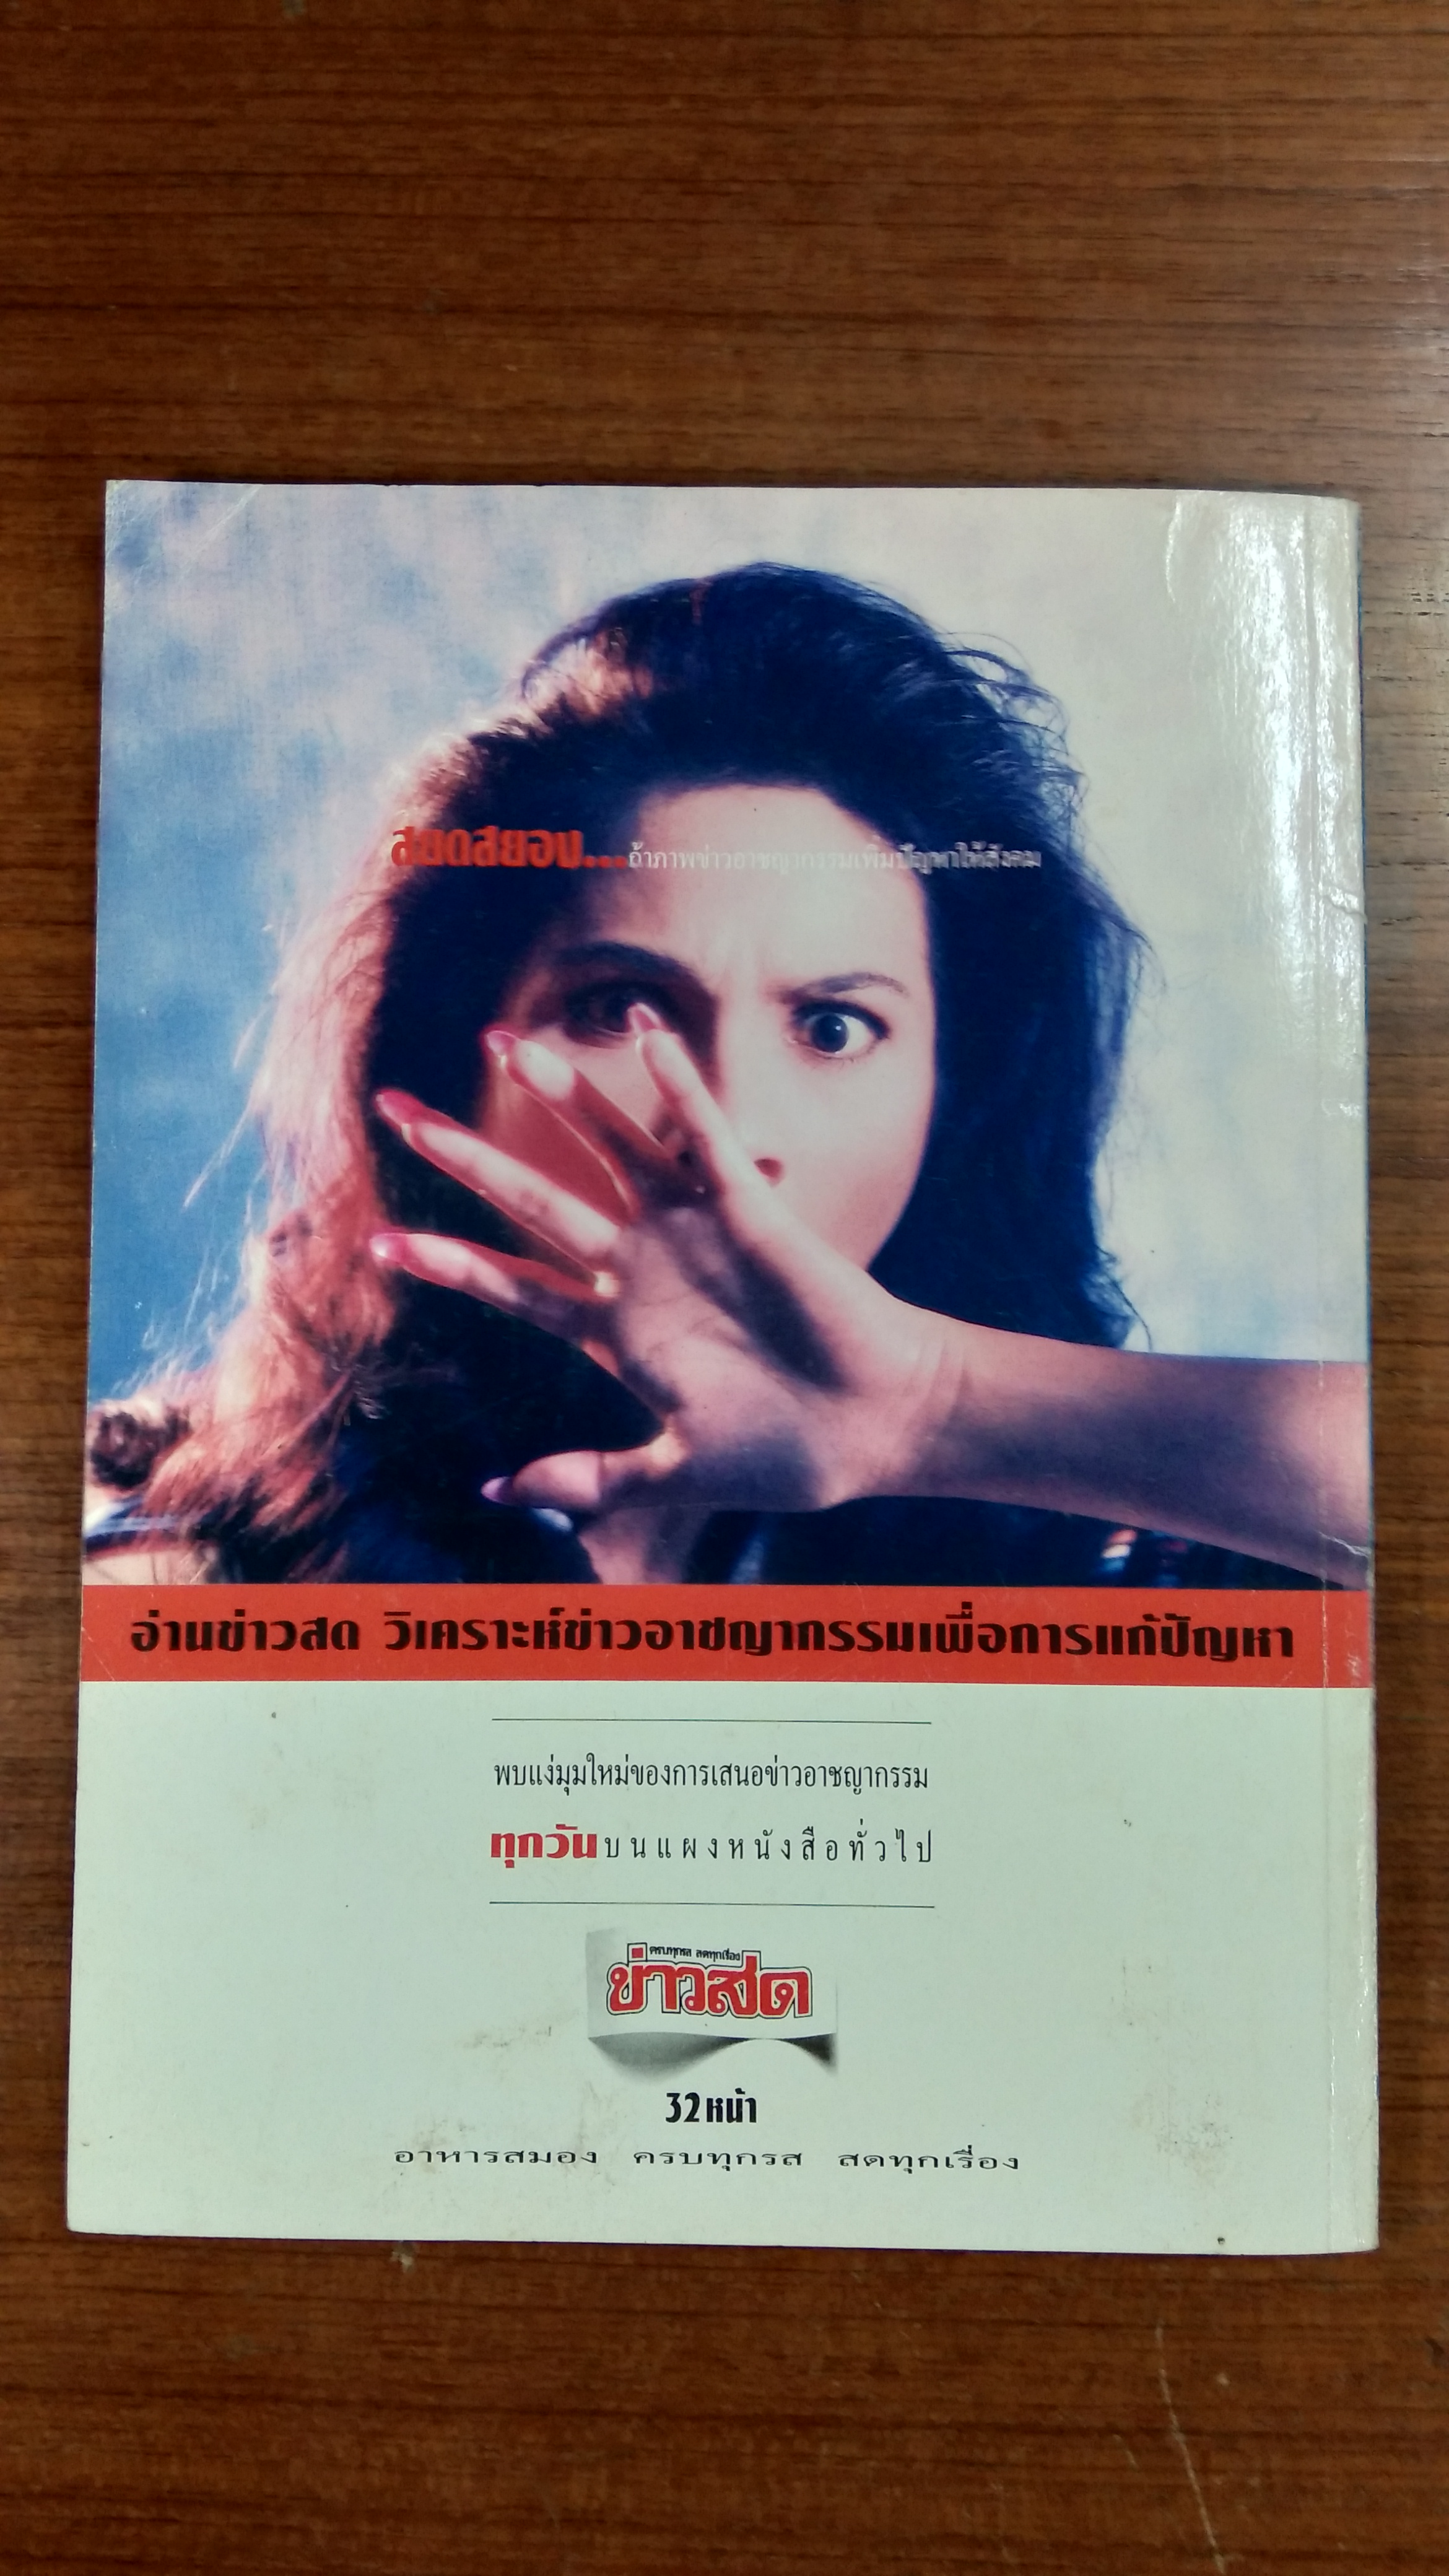 สยดสยอง...ถ้าภาพข่าวอาชญากรรมเพิ่มปัญหาให้สังคม
อ่านข่าวสด วิเคราะห์ข่าวอาชญากรรมเพื่อการแก้ปัญหา
พบแง่มุมใหม่ของการเสนอข่าวอาชญากรรม
ทุกวันบนแผงหนังสือทั่วไป
ครบทุกรส สดทุกเรื่อง
ข่าวสด
32หน้า
อาหารสมอง ครบทุกรส สดทุกเรื่อง